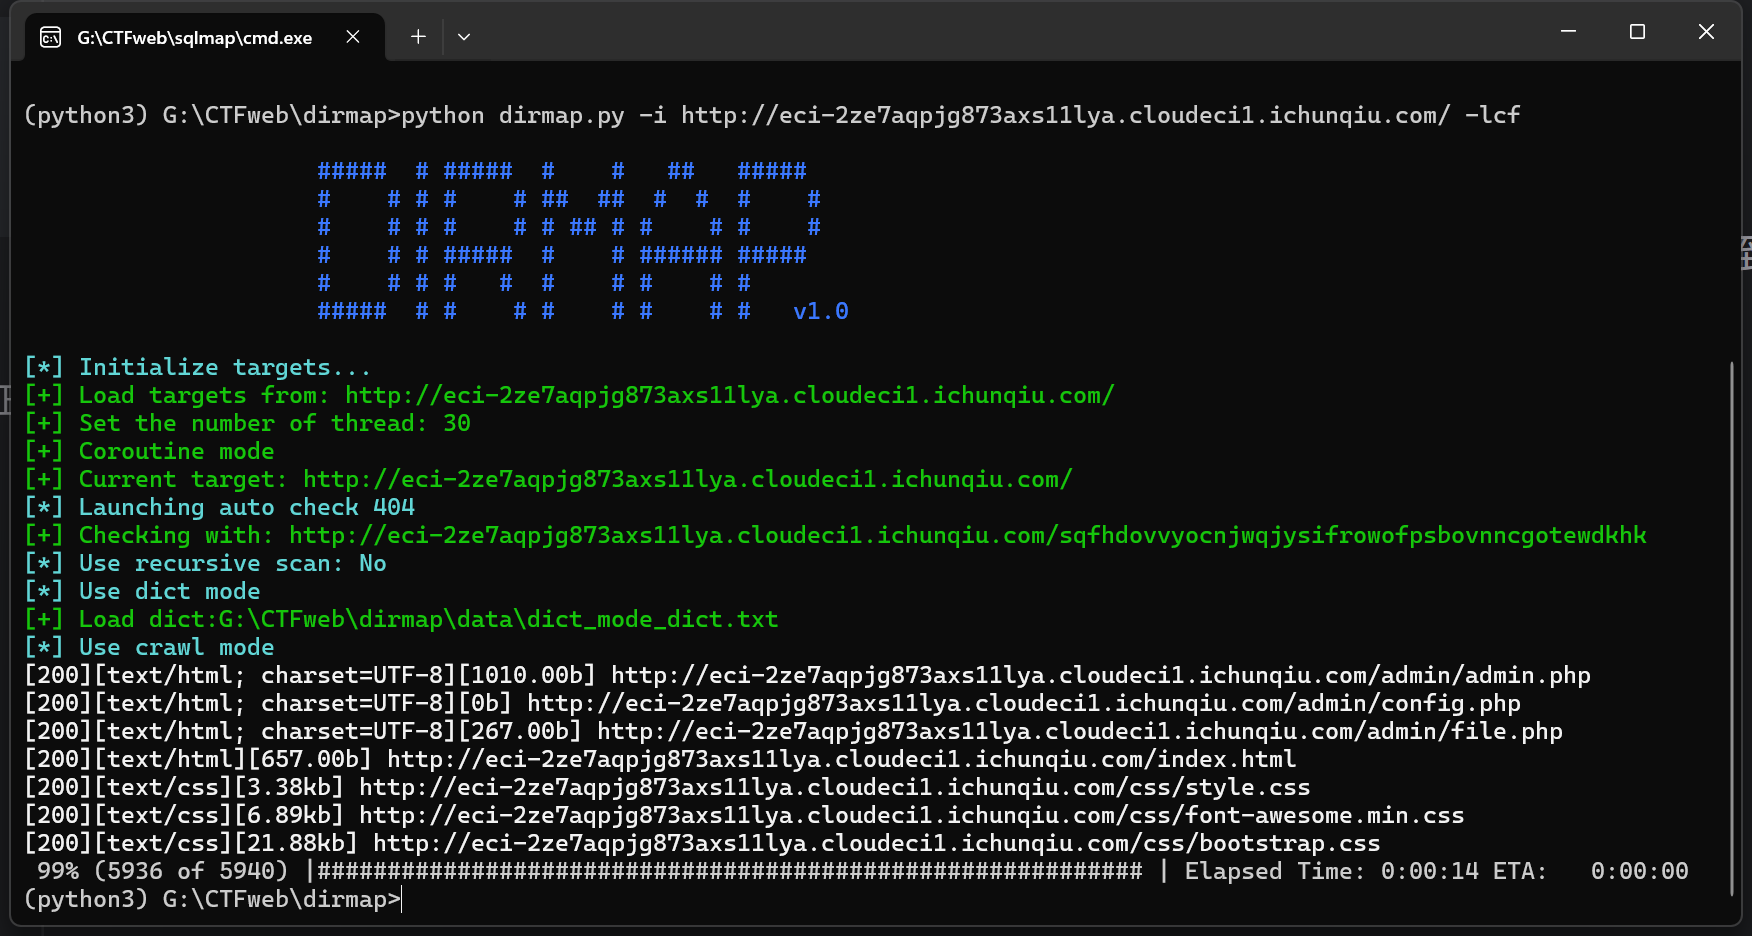 G:\CTFweb\sqlmap\cmd.exe
(python3) G:\CTFweb\dirmap>python dirmap.py -i http://eci-2ze7aqpjg873axs11lya.cloudeci1.ichunqiu.com/ -lcf
##### # ##### # # ## #####
# # # # # ## ## # # # #
# # # # # # ## # # # # #
# # # ##### # # ###### #####
# # # # # # # # # #
##### # # # # # # # # v1.0
[*] Initialize targets...
[+] Load targets from: http://eci-2ze7aqpjg873axs11lya.cloudeci1.ichunqiu.com/
[+] Set the number of thread: 30
[+] Coroutine mode
[+] Current target: http://eci-2ze7aqpjg873axs11lya.cloudeci1.ichunqiu.com/
[*] Launching auto check 404
[+] Checking with: http://eci-2ze7aqpjg873axs11lya.cloudeci1.ichunqiu.com/sqfhdovvyocnjwqjysifrowofpsbovnncgotewdkhk
[*] Use recursive scan: No
[*] Use dict mode
[+] Load dict:G:\CTFweb\dirmap\data\dict_mode_dict.txt
[*] Use crawl mode
[200][text/html; charset=UTF-8][1010.00b] http://eci-2ze7aqpjg873axs11lya.cloudeci1.ichunqiu.com/admin/admin.php
[200][text/html; charset=UTF-8][0b] http://eci-2ze7aqpjg873axs11lya.cloudeci1.ichunqiu.com/admin/config.php
[200][text/html; charset=UTF-8][267.00b] http://eci-2ze7aqpjg873axs11lya.cloudeci1.ichunqiu.com/admin/file.php
[200][text/html][657.00b] http://eci-2ze7aqpjg873axs11lya.cloudeci1.ichunqiu.com/index.html
[200][text/css][3.38kb] http://eci-2ze7aqpjg873axs11lya.cloudeci1.ichunqiu.com/css/style.css
[200][text/css][6.89kb] http://eci-2ze7aqpjg873axs11lya.cloudeci1.ichunqiu.com/css/font-awesome.min.css
[200][text/css][21.88kb] http://eci-2ze7aqpjg873axs11lya.cloudeci1.ichunqiu.com/css/bootstrap.css
99% (5936 of 5940) |########################################################### | Elapsed Time: 0:00:14 ETA: 0:00:00
(python3) G:\CTFweb\dirmap>